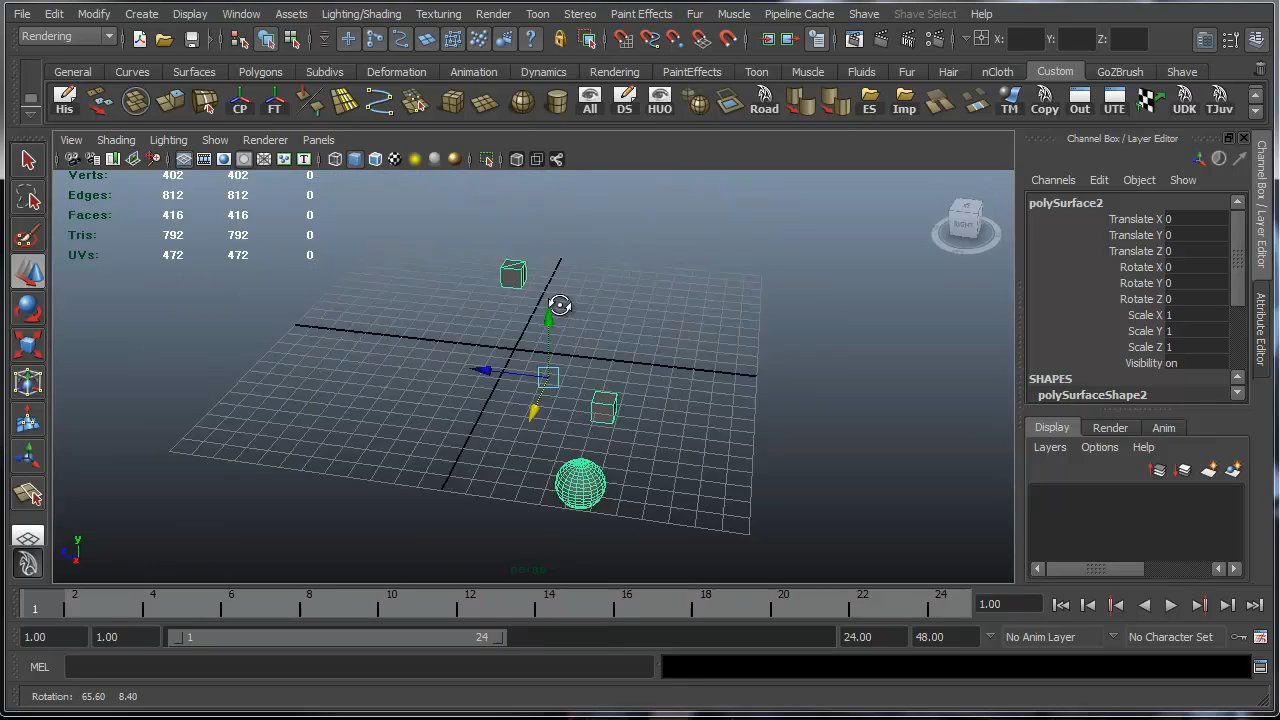 File Edit Modify Create Display Window Assets Lighting/Shading Texturing Render Toon Stereo Paint Effects Fur Muscle Pipeline Cache Shave Shave Select Help
Rendering X: Y: Z:
General Curves Surfaces Polygons Subdivs Deformation Animation Dynamics Rendering PaintEffects Toon Muscle Fluids Fur Hair nCloth Custom GoZBrush Shave
His CP FT All DS HUO Road ES Imp TM Copy Out UTE UDK TJuv
View Shading Lighting Show Renderer Panels
Channel Box / Layer Editor
Channels Edit Object Show
Verts: 402 402 0
Edges: 812 812 0
Faces: 416 416 0
Tris: 792 792 0
UVs: 472 472 0
RIGHT
polySurface2
Translate X 0
Translate Y 0
Translate Z 0
Rotate X 0
Rotate Y 0
Rotate Z 0
Scale X 1
Scale Y 1
Scale Z 1
Visibility on
SHAPES
polySurfaceShape2
Display Render Anim
Layers Options Help
Channel Box / Layer Editor
Attribute Editor
y
z
x
persp
1 2 4 6 8 10 12 14 16 18 20 22 24 1.00
1.00 1.00 1 24 24.00 48.00 No Anim Layer No Character Set
MEL
Rotation: 65.60 8.40